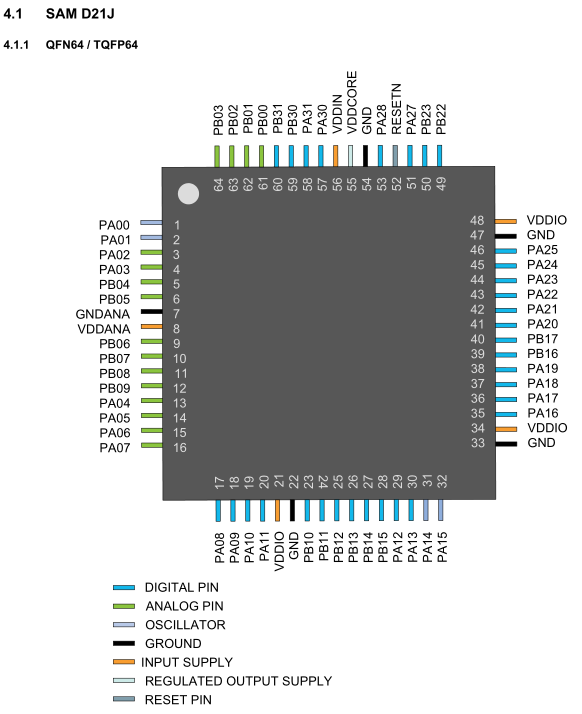 4.1 SAM D21J
4.1.1 QFN64 / TQFP64
PB03 PB02 PB01 PB00 PB31 PB30 PA31 PA30 VDDIN VDDCORE GND PA28 RESETN PA27 PB23 PB22
64 63 62 61 60 59 58 57 56 55 54 53 52 51 50 49
PA00 1
PA01 2
PA02 3
PA03 4
PB04 5
PB05 6
GNDANA 7
VDDANA 8
PB06 9
PB07 10
PB08 11
PB09 12
PA04 13
PA05 14
PA06 15
PA07 16
48 VDDIO
47 GND
46 PA25
45 PA24
44 PA23
43 PA22
42 PA21
41 PA20
40 PB17
39 PB16
38 PA19
37 PA18
36 PA17
35 PA16
34 VDDIO
33 GND
17 18 19 20 21 22 23 24 25 26 27 28 29 30 31 32
PA08 PA09 PA10 PA11 VDDIO GND PB10 PB11 PB12 PB13 PB14 PB15 PA12 PA13 PA14 PA15
DIGITAL PIN
ANALOG PIN
OSCILLATOR
GROUND
INPUT SUPPLY
REGULATED OUTPUT SUPPLY
RESET PIN